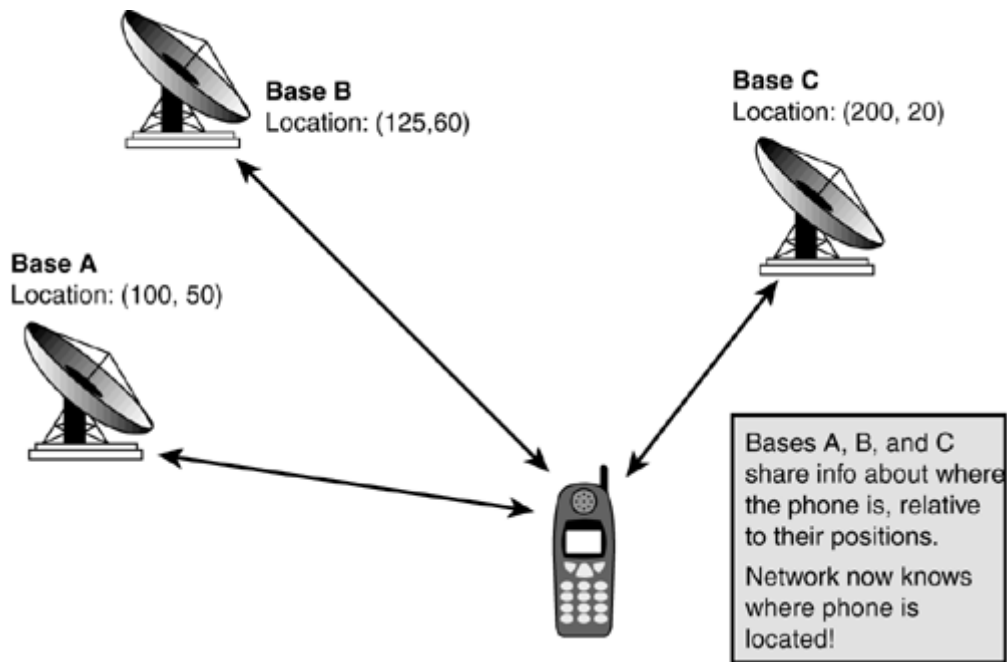 Base B
Location: (125,60)
Base C
Location: (200, 20)
Base A
Location: (100, 50)
Bases A, B, and C
share info about where
the phone is, relative
to their positions.
Network now knows
where phone is
located!